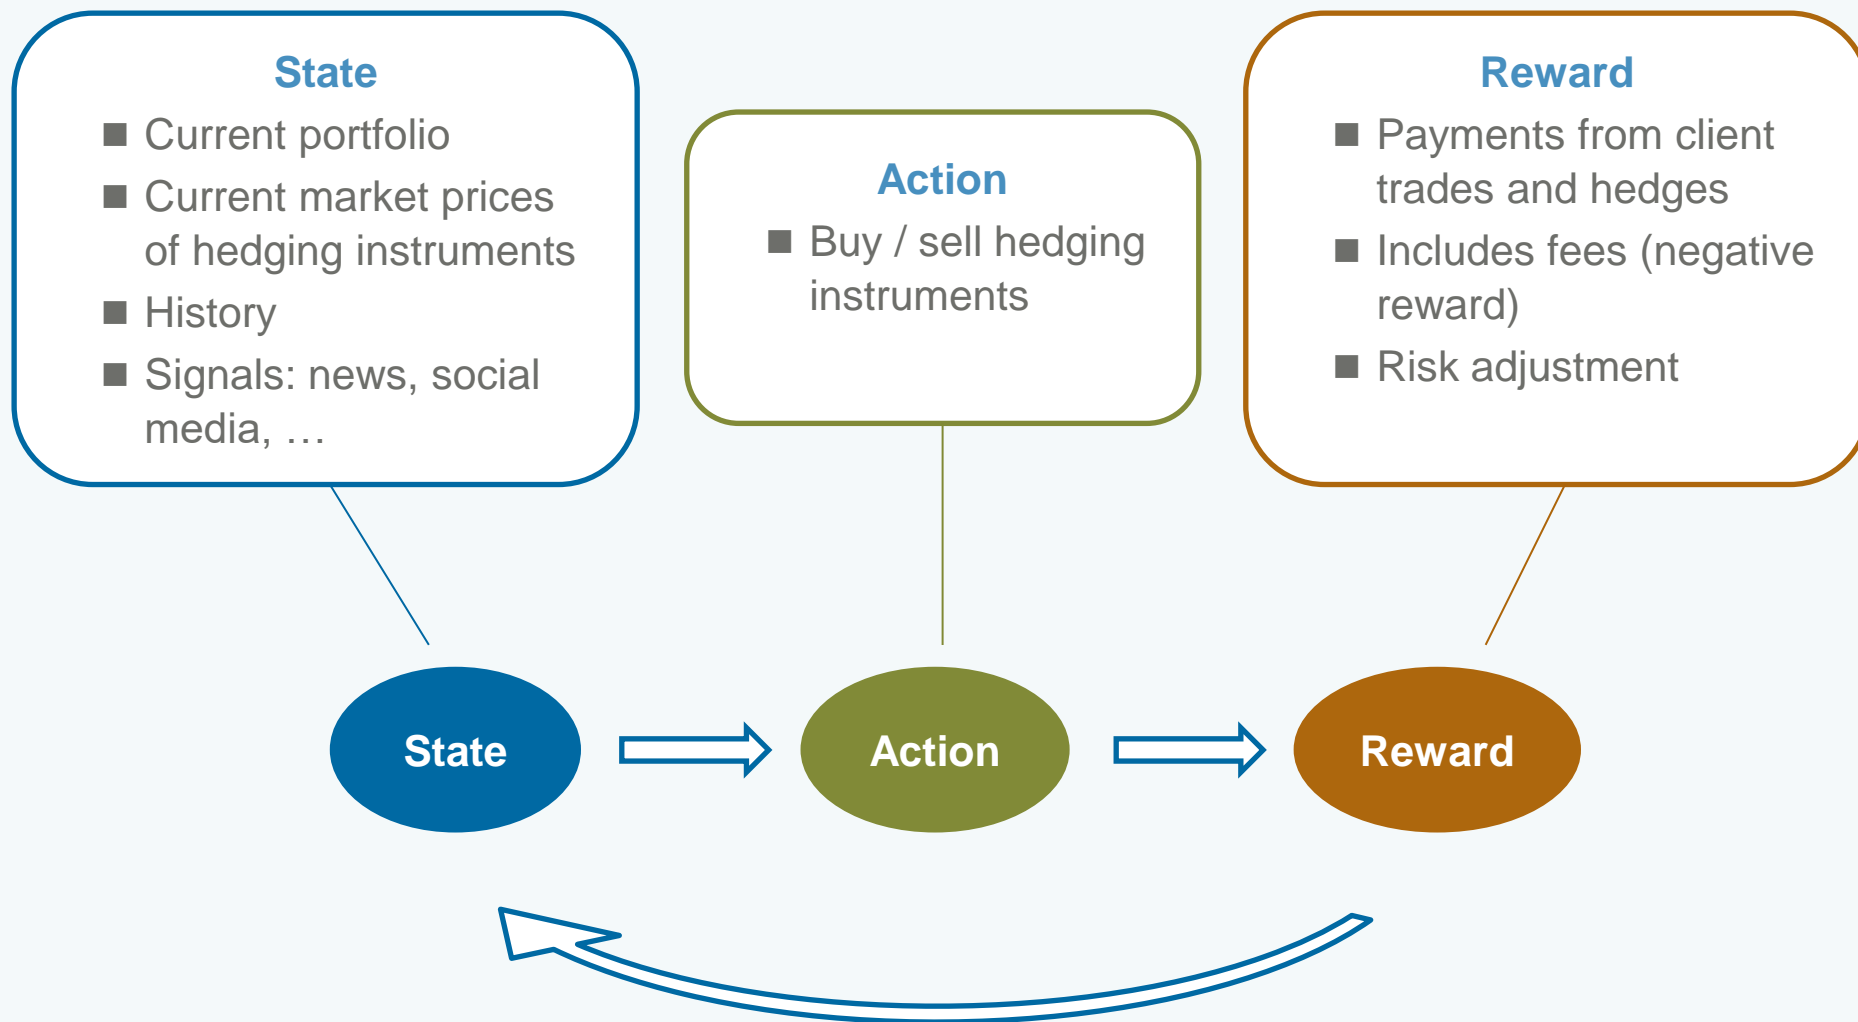 State
■ Current portfolio
■ Current market prices
of hedging instruments
■ History
■ Signals: news, social
media, …
Action
■ Buy / sell hedging
instruments
Reward
■ Payments from client
trades and hedges
■ Includes fees (negative
reward)
■ Risk adjustment
State
Action
Reward